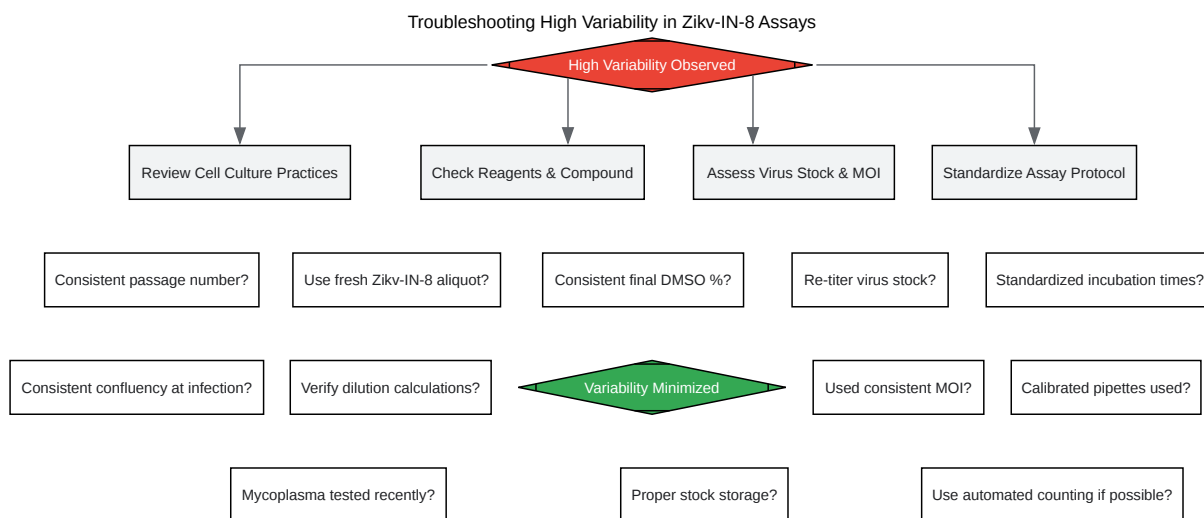 Troubleshooting High Variability in Zikv-IN-8 Assays
High Variability Observed
Review Cell Culture Practices
Check Reagents & Compound
Assess Virus Stock & MOI
Standardize Assay Protocol
Consistent passage number?
Use fresh Zikv-IN-8 aliquot?
Consistent final DMSO %?
Re-titer virus stock?
Standardized incubation times?
Consistent confluency at infection?
Verify dilution calculations?
Variability Minimized
Used consistent MOI?
Calibrated pipettes used?
Mycoplasma tested recently?
Proper stock storage?
Use automated counting if possible?